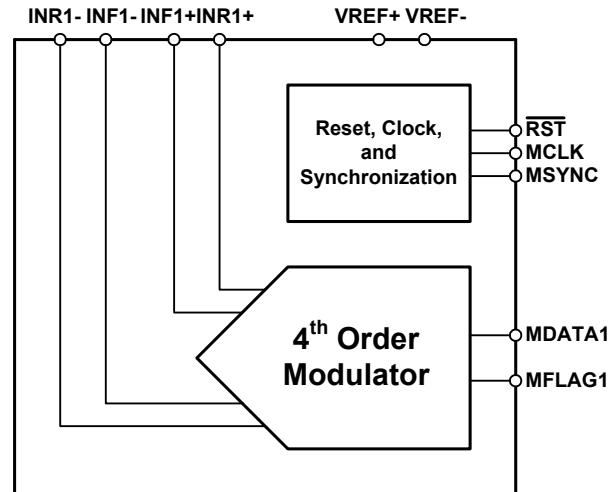 INR1- INF1- INF1+INR1+ VREF+ VREF-
Reset, Clock,
and
Synchronization
RST
MCLK
MSYNC
4th Order
Modulator
MDATA1
MFLAG1